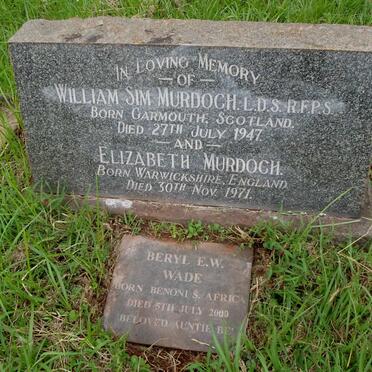 IN LOVING MEMORY
— OF —
WILLIAM SIM MURDOCH. L.D.S. R.F.P.S.
BORN GARMOUTH, SCOTLAND.
DIED 27TH JULY 1947.
— AND —
ELIZABETH MURDOCH.
BORN WARWICKSHIRE, ENGLAND
DIED 30TH NOV. 1971.
BERYL E.W.
WADE
BORN BENONI S. AFRICA
DIED 5TH JULY
BELOVED AUNTIE